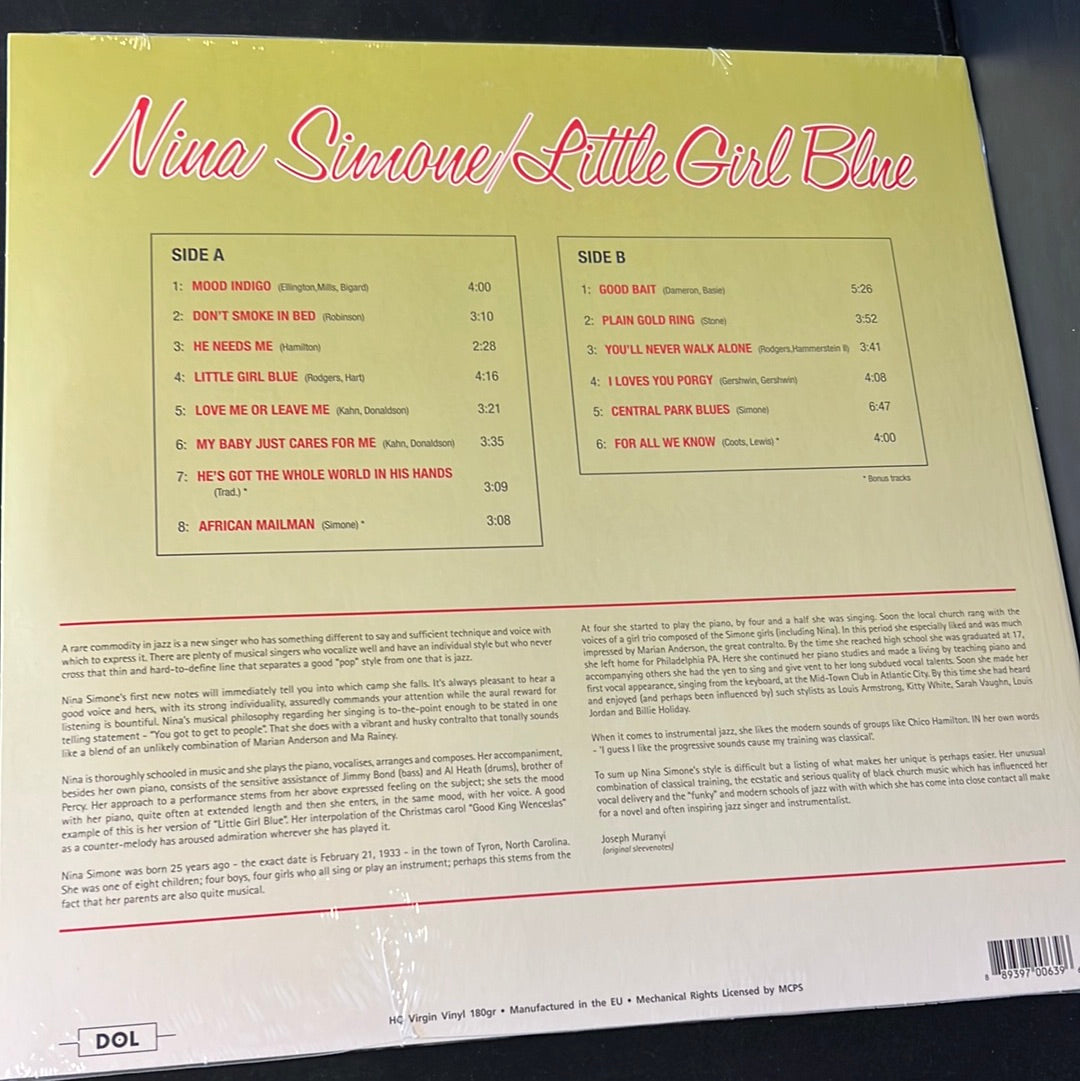 Nina Simone/Little Girl Blue
SIDE A
1: MOOD INDIGO (Ellington,Mills, Bigard) 4:00
2: DON'T SMOKE IN BED (Robinson) 3:10
3: HE NEEDS ME (Hamilton) 2:28
4: LITTLE GIRL BLUE (Rodgers, Hart) 4:16
5: LOVE ME OR LEAVE ME (Kahn, Donaldson) 3:21
6: MY BABY JUST CARES FOR ME (Kahn, Donaldson) 3:35
7: HE'S GOT THE WHOLE WORLD IN HIS HANDS
(Trad.) * 3:09
8: AFRICAN MAILMAN (Simone) * 3:08
SIDE B
1: GOOD BAIT (Dameron, Basie) 5:26
2: PLAIN GOLD RING (Stone) 3:52
3: YOU'LL NEVER WALK ALONE (Rodgers,Hammerstein II) 3:41
4: I LOVES YOU PORGY (Gershwin, Gershwin) 4:08
5: CENTRAL PARK BLUES (Simone) 6:47
6: FOR ALL WE KNOW (Coots, Lewis) * 4:00
* Bonus tracks
A rare commodity in jazz is a new singer who has something different to say and sufficient technique and voice with
which to express it. There are plenty of musical singers who vocalize well and have an individual style but who never
cross that thin and hard-to-define line that separates a good "pop" style from one that is jazz.
Nina Simone's first new notes will immediately tell you into which camp she falls. It's always pleasant to hear a
good voice and hers, with its strong individuality, assuredly commands your attention while the aural reward for
listening is bountiful. Nina's musical philosophy regarding her singing is to-the-point enough to be stated in one
telling statement - "You got to get to people". That she does with a vibrant and husky contralto that tonally sounds
like a blend of an unlikely combination of Marian Anderson and Ma Rainey.
Nina is thoroughly schooled in music and she plays the piano, vocalises, arranges and composes. Her accompaniment,
besides her own piano, consists of the sensitive assistance of Jimmy Bond (bass) and Al Heath (drums), brother of
Percy. Her approach to a performance stems from her above expressed feeling on the subject; she sets the mood
with her piano, quite often at extended length and then she enters, in the same mood, with her voice. A good
example of this is her version of "Little Girl Blue". Her interpolation of the Christmas carol "Good King Wenceslas"
as a counter-melody has aroused admiration wherever she has played it.
Nina Simone was born 25 years ago - the exact date is February 21, 1933 - in the town of Tyron, North Carolina.
She was one of eight children; four boys, four girls who all sing or play an instrument; perhaps this stems from the
fact that her parents are also quite musical.
At four she started to play the piano, by four and a half she was singing. Soon the local church rang with the
voices of a girl trio composed of the Simone girls (including Nina). In this period she especially liked and was much
impressed by Marian Anderson, the great contralto. By the time she reached high school she was graduated at 17,
she left home for Philadelphia PA. Here she continued her piano studies and made a living by teaching piano and
accompanying others she had the yen to sing and give vent to her long subdued vocal talents. Soon she made her
first vocal appearance, singing from the keyboard, at the Mid-Town Club in Atlantic City. By this time she had heard
and enjoyed (and perhaps been influenced by) such stylists as Louis Armstrong, Kitty White, Sarah Vaughn, Louis
Jordan and Billie Holiday.
When it comes to instrumental jazz, she likes the modern sounds of groups like Chico Hamilton. IN her own words
- 'I guess I like the progressive sounds cause my training was classical'.
To sum up Nina Simone's style is difficult but a listing of what makes her unique is perhaps easier. Her unusual
combination of classical training, the ecstatic and serious quality of black church music which has influenced her
vocal delivery and the "funky" and modern schools of jazz with with which she has come into close contact all make
for a novel and often inspiring jazz singer and instrumentalist.
Joseph Muranyi
(original sleevenotes)
8 89397 00639 6
HQ Virgin Vinyl 180gr • Manufactured in the EU • Mechanical Rights Licensed by MCPS
DOL